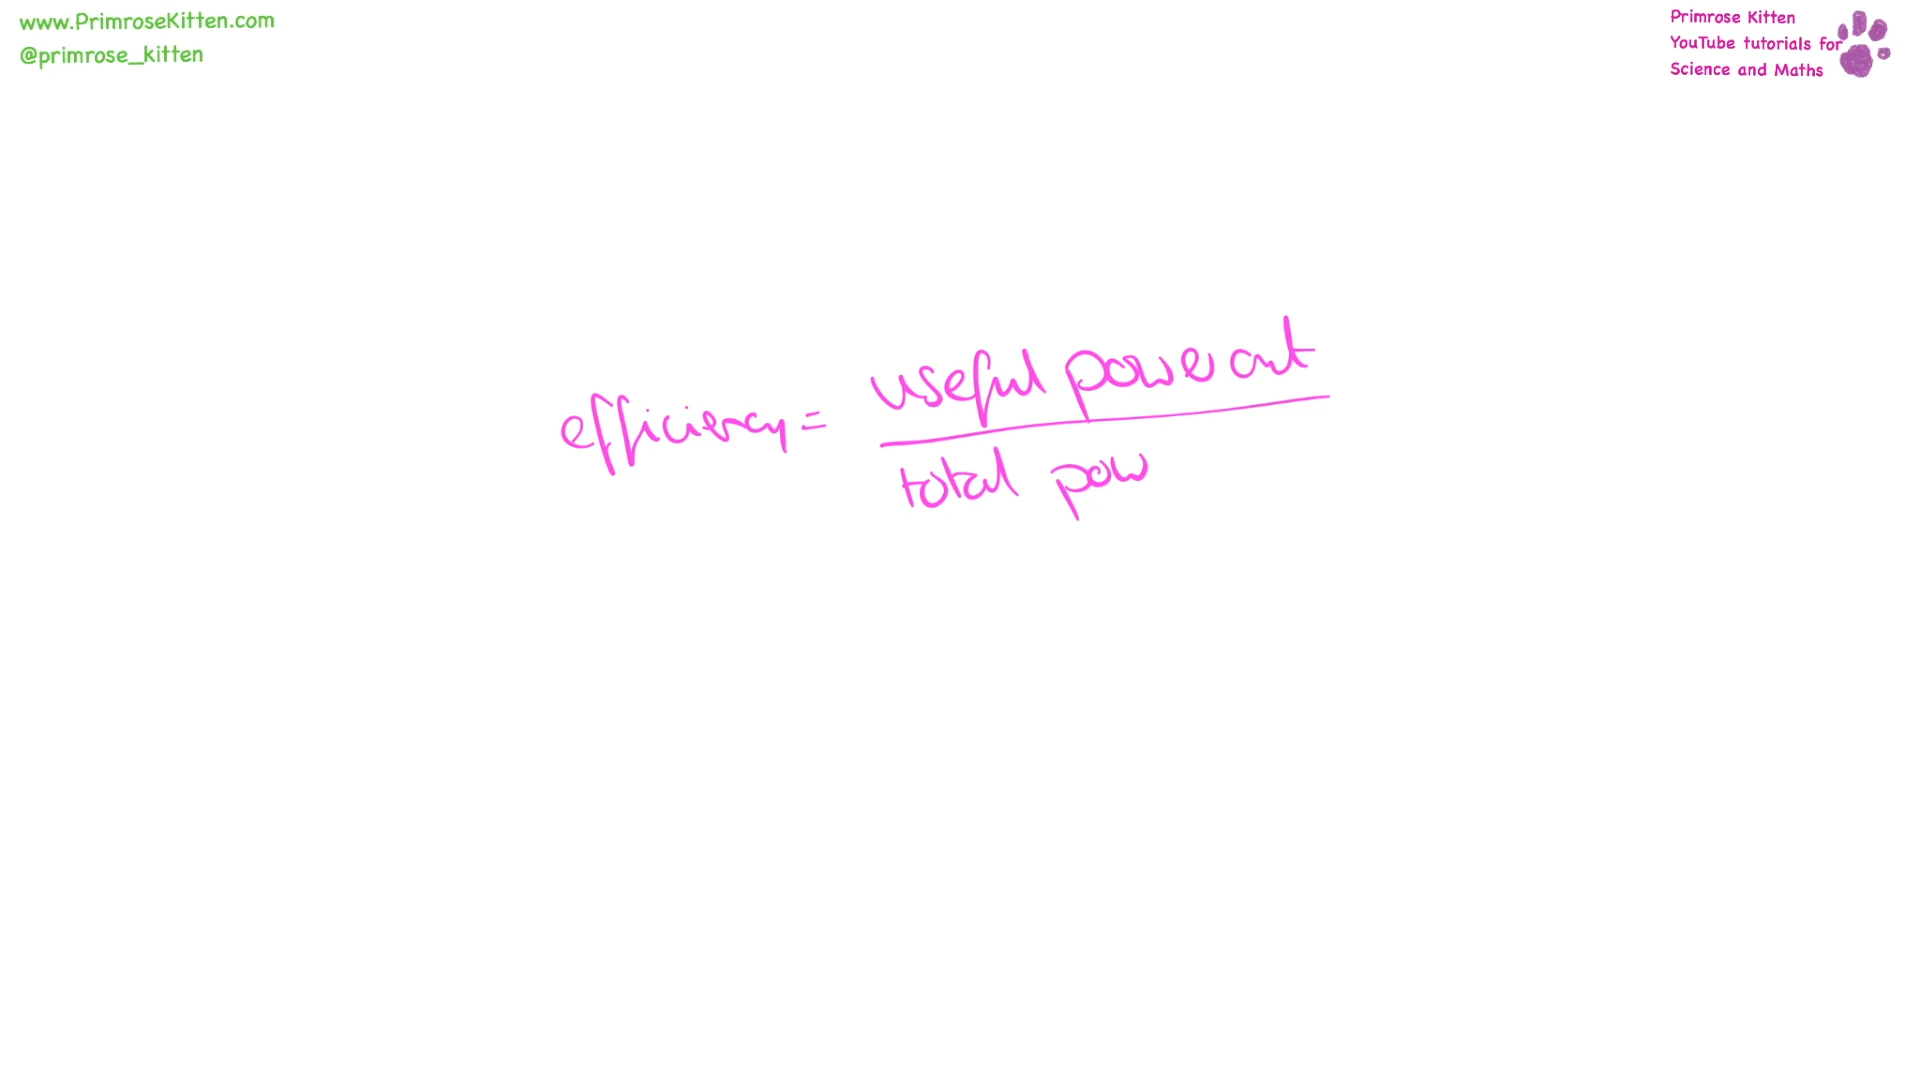 www.PrimroseKitten.com
@primrose_kitten
Primrose Kitten
YouTube tutorials for
Science and Maths
efficiency = useful power out
total pow